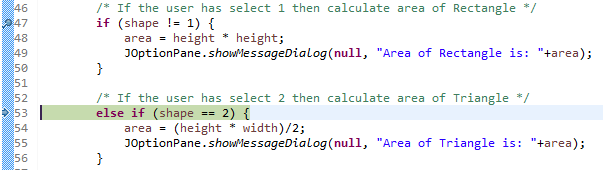 46 /* If the user has select 1 then calculate area of Rectangle */
47 if (shape != 1) {
48 area = height * height;
49 JOptionPane.showMessageDialog(null, "Area of Rectangle is: "+area);
50 }
51
52 /* If the user has select 2 then calculate area of Triangle */
53 else if (shape == 2) {
54 area = (height * width)/2;
55 JOptionPane.showMessageDialog(null, "Area of Triangle is: "+area);
56 }